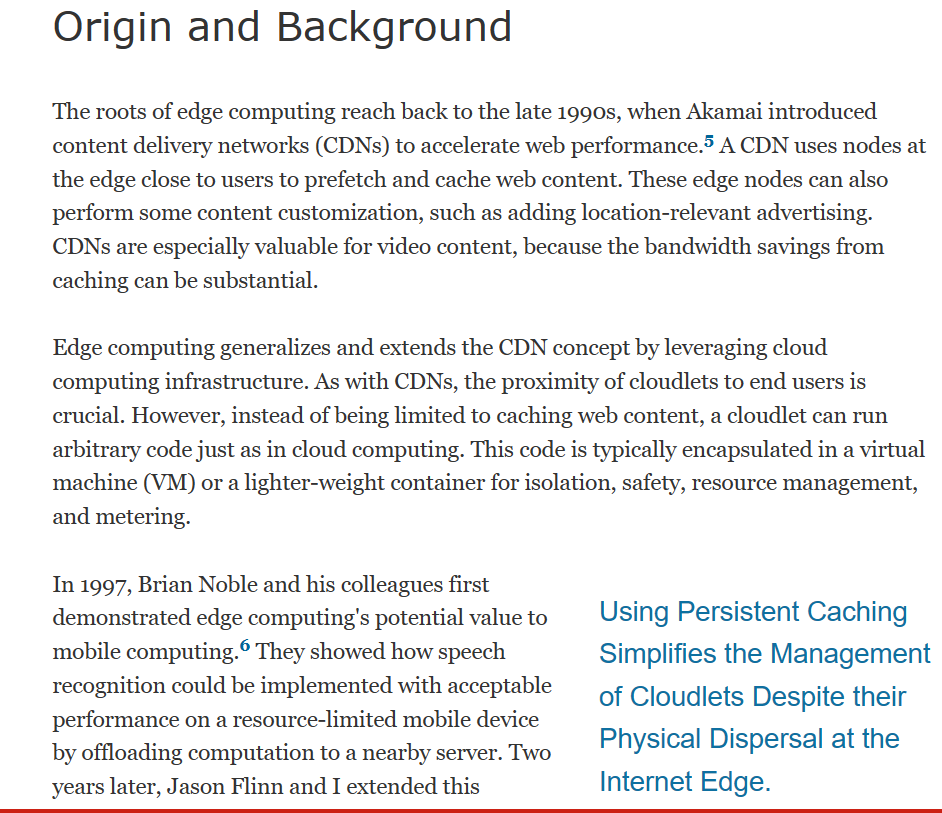 Origin and Background
The roots of edge computing reach back to the late 1990s, when Akamai introduced
content delivery networks (CDNs) to accelerate web performance.5 A CDN uses nodes at
the edge close to users to prefetch and cache web content. These edge nodes can also
perform some content customization, such as adding location-relevant advertising.
CDNs are especially valuable for video content, because the bandwidth savings from
caching can be substantial.
Edge computing generalizes and extends the CDN concept by leveraging cloud
computing infrastructure. As with CDNs, the proximity of cloudlets to end users is
crucial. However, instead of being limited to caching web content, a cloudlet can run
arbitrary code just as in cloud computing. This code is typically encapsulated in a virtual
machine (VM) or a lighter-weight container for isolation, safety, resource management,
and metering.
In 1997, Brian Noble and his colleagues first
demonstrated edge computing's potential value to
mobile computing.6 They showed how speech
recognition could be implemented with acceptable
performance on a resource-limited mobile device
by offloading computation to a nearby server. Two
years later, Jason Flinn and I extended this
Using Persistent Caching
Simplifies the Management
of Cloudlets Despite their
Physical Dispersal at the
Internet Edge.